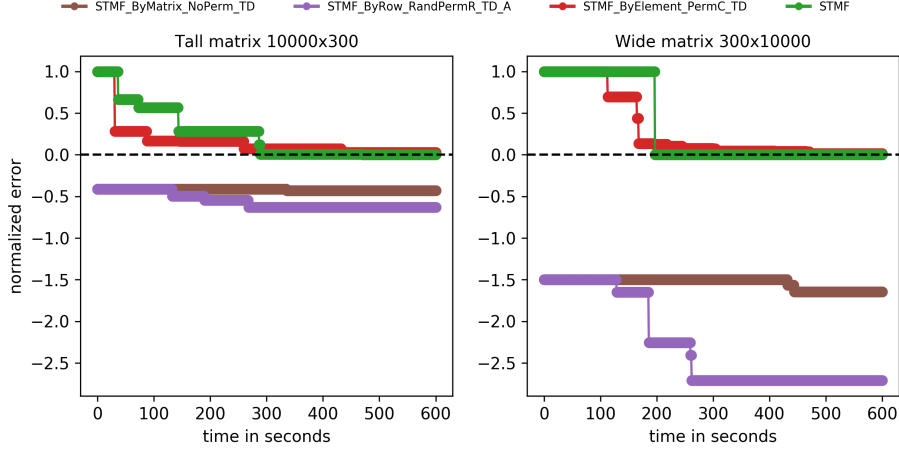 STMF_ByMatrix_NoPerm_TD STMF_ByRow_RandPermR_TD_A STMF_ByElement_PermC_TD STMF
Tall matrix 10000x300 Wide matrix 300x10000
1.0 1.0
0.5 0.5
0.0 0.0
−0.5 −0.5
−1.0 −1.0
−1.5 −1.5
−2.0 −2.0
−2.5 −2.5
normalized error
0 100 200 300 400 500 600 0 100 200 300 400 500 600
time in seconds time in seconds